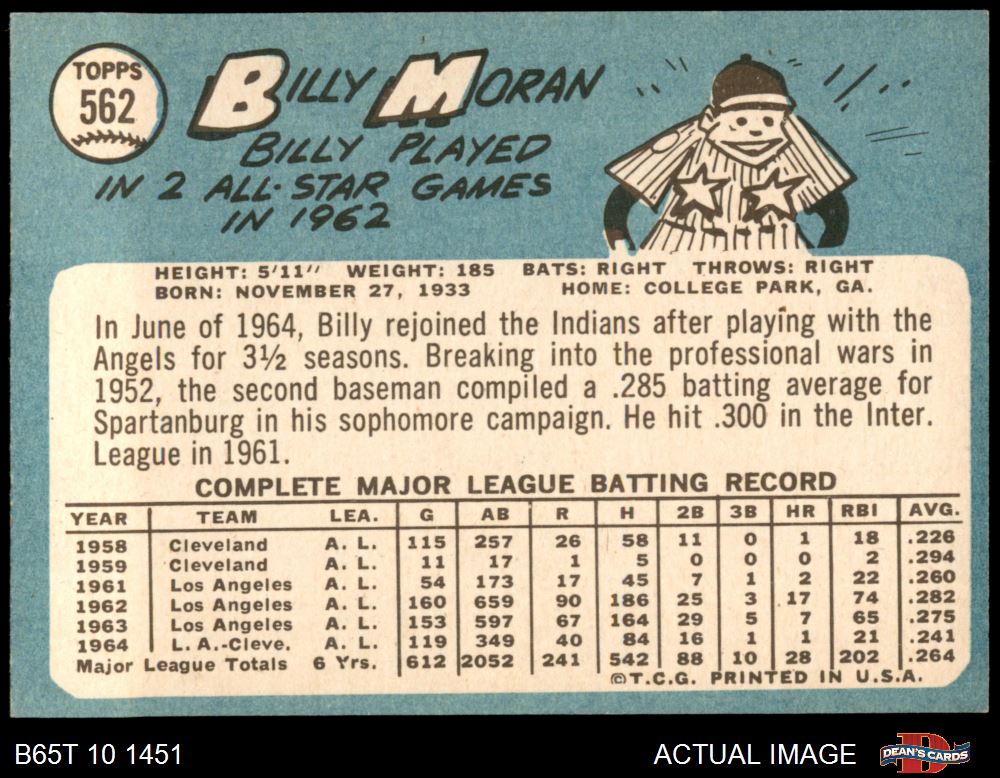 TOPPS
562
BILLY MORAN
BILLY PLAYED
IN 2 ALL-STAR GAMES
IN 1962
HEIGHT: 5'11" WEIGHT: 185 BATS: RIGHT THROWS: RIGHT
BORN: NOVEMBER 27, 1933 HOME: COLLEGE PARK, GA.
In June of 1964, Billy rejoined the Indians after playing with the
Angels for 3½ seasons. Breaking into the professional wars in
1952, the second baseman compiled a .285 batting average for
Spartanburg in his sophomore campaign. He hit .300 in the Inter.
League in 1961.
COMPLETE MAJOR LEAGUE BATTING RECORD
YEAR TEAM LEA. G AB R H 2B 3B HR RBI AVG.
1958 Cleveland A. L. 115 257 26 58 11 0 1 18 .226
1959 Cleveland A. L. 11 17 1 5 0 0 0 2 .294
1961 Los Angeles A. L. 54 173 17 45 7 1 2 22 .260
1962 Los Angeles A. L. 160 659 90 186 25 3 17 74 .282
1963 Los Angeles A. L. 153 597 67 164 29 5 7 65 .275
1964 L. A.-Cleve. A. L. 119 349 40 84 16 1 1 21 .241
Major League Totals 6 Yrs. 612 2052 241 542 88 10 28 202 .264
©T.C.G. PRINTED IN U.S.A.
B65T 10 1451 ACTUAL IMAGE DEAN'S CARDS